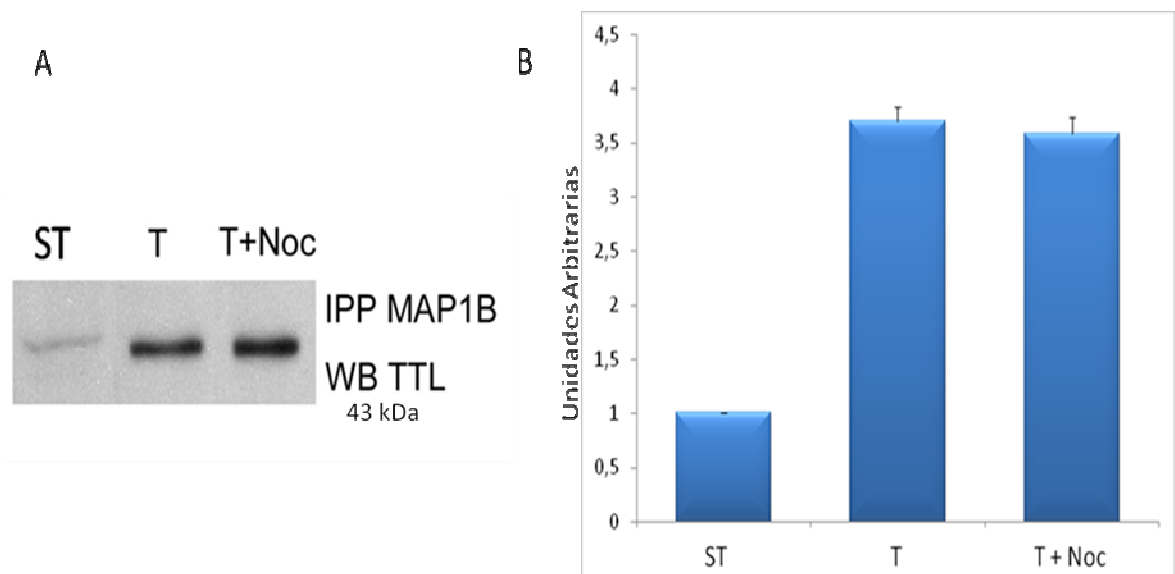 A
ST T T+Noc
IPP MAP1B
WB TTL
43 kDa
B
Unidades Arbitrarias
4,5
4
3,5
3
2,5
2
1,5
1
0,5
0
ST T T + Noc